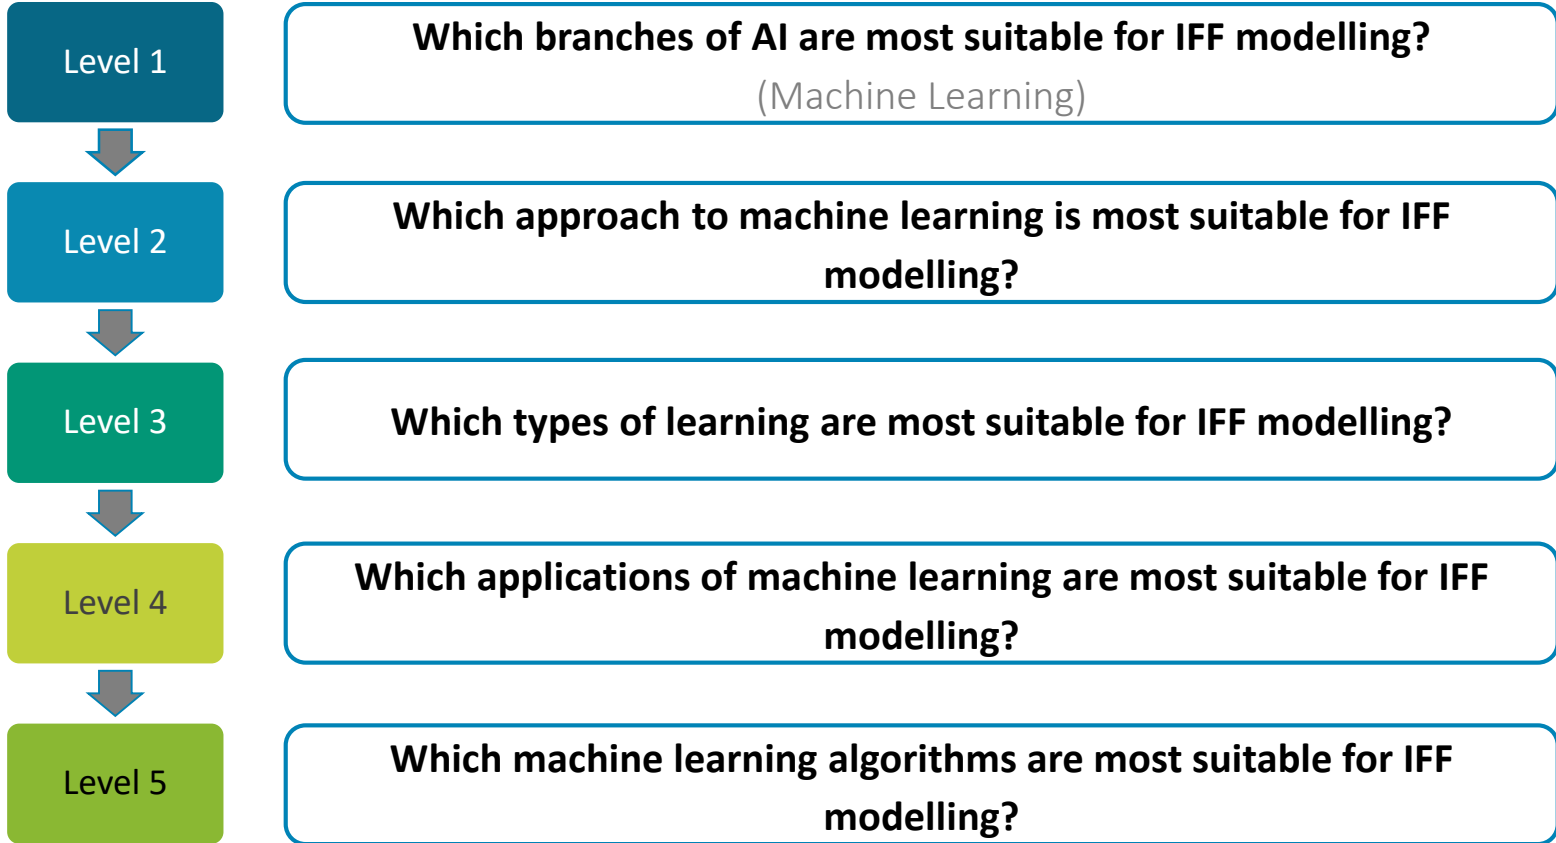 Level 1
Which branches of AI are most suitable for IFF modelling?
(Machine Learning)
Level 2
Which approach to machine learning is most suitable for IFF
modelling?
Level 3
Which types of learning are most suitable for IFF modelling?
Level 4
Which applications of machine learning are most suitable for IFF
modelling?
Level 5
Which machine learning algorithms are most suitable for IFF
modelling?